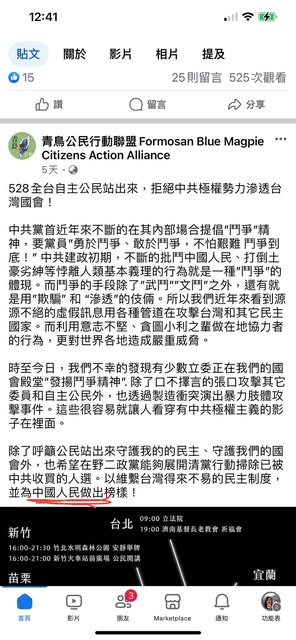 12:41
貼文 關於 影片 相片 提及
15 25則留言 525次觀看
讚 留言 分享
青鳥公民行動聯盟Formosan Blue Magpie
Citizens Action Alliance
5天
528全台自主公民站出來，拒絕中共極權勢力滲透台
灣國會！
中共黨首近年來不斷的在其內部場合提倡"鬥爭"精
神，要黨員"勇於鬥爭、敢於鬥爭，不怕艱難 鬥爭到
底！" 中共建政初期，不斷的批鬥中國人民、打倒土
豪劣紳等悖離人類基本義理的行為就是一種"鬥爭"的
體現。而鬥爭的手段除了"武鬥""文鬥"之外，還有就
是用"欺騙" 和 "滲透"的伎倆。所以我們近年來看到源
源不絕的虛假訊息用各種管道在攻擊台灣和其它民主
國家。而利用意志不堅、貪圖小利之輩做在地協力者
的行為，更對世界各地造成嚴重威脅。
時至今日，我們不幸的發現有少數立委正在我們的國
會殿堂"發揚鬥爭精神". 除了口不擇言的張口攻擊其它
委員和自主公民外，也透過製造衝突演出暴力肢體攻
擊事件。這些很容易就讓人看穿有中共極權主義的影
子在裡面。
除了呼籲公民站出來守護我的的民主、守護我們的國
會外，也希望在野二政黨能夠展開清黨行動掃除已被
中共收買的人選。以維繫台灣得來不易的民主制度，
並為中國人民做出榜樣！
台北 09:00 立法院
19:00 濟南基督長老教會 祈福會
新竹
16:00-21:30 竹北水圳森林公園 安靜舉牌
16:00-21:00 新竹火車站前廣場 公民開講
苗栗
宜蘭
3
首頁 影片 朋友 Marketplace 通知 功能表